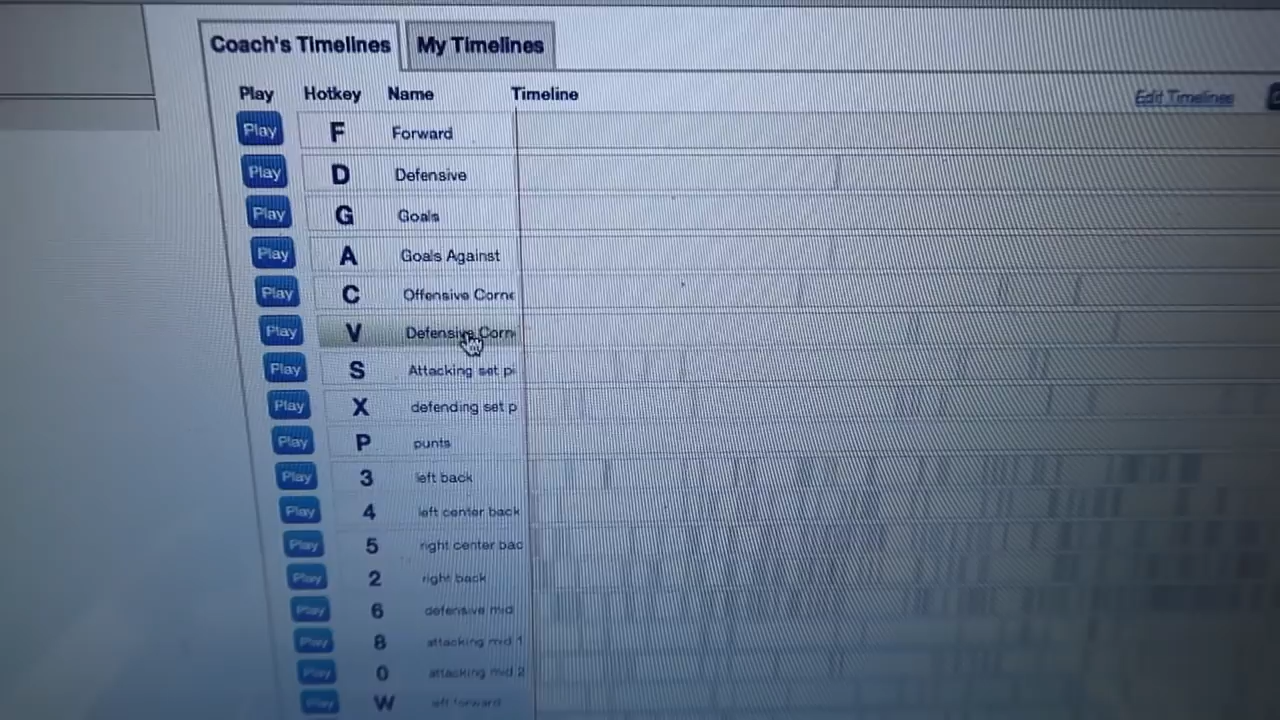 Coach's Timelines My Timelines
Play Hotkey Name Timeline Edit Timelines
Play F Forward
Play D Defensive
Play G Goals
Play A Goals Against
Play C Offensive Corne
Play V Defensive Corn
Play S Attacking set p
Play X defending set p
Play P punts
Play 3 left back
Play 4 left center back
Play 5 right center bac
Play 2 right back
Play 6 defensive mid
Play 8 attacking mid 1
Play 0 attacking mid 2
Play W left forward